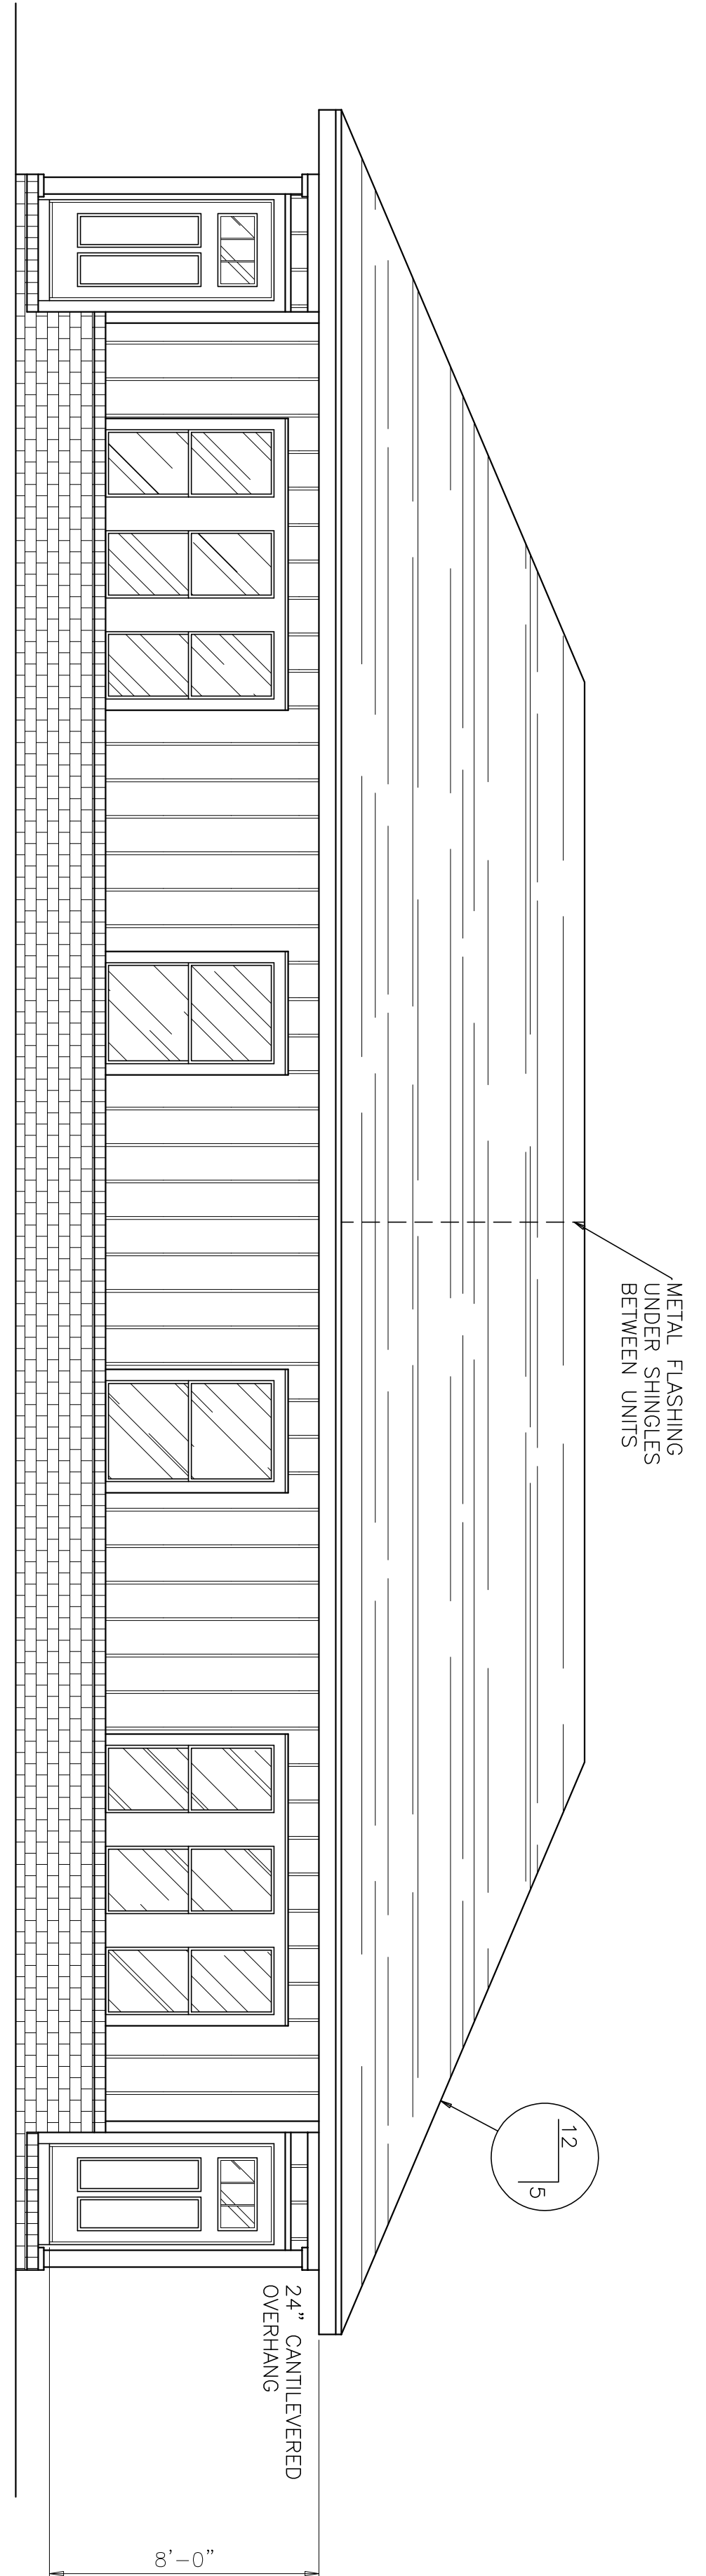 METAL FLASHING
UNDER SHINGLES
BETWEEN UNITS
12
5
24" CANTILEVERED
OVERHANG
8'-0"